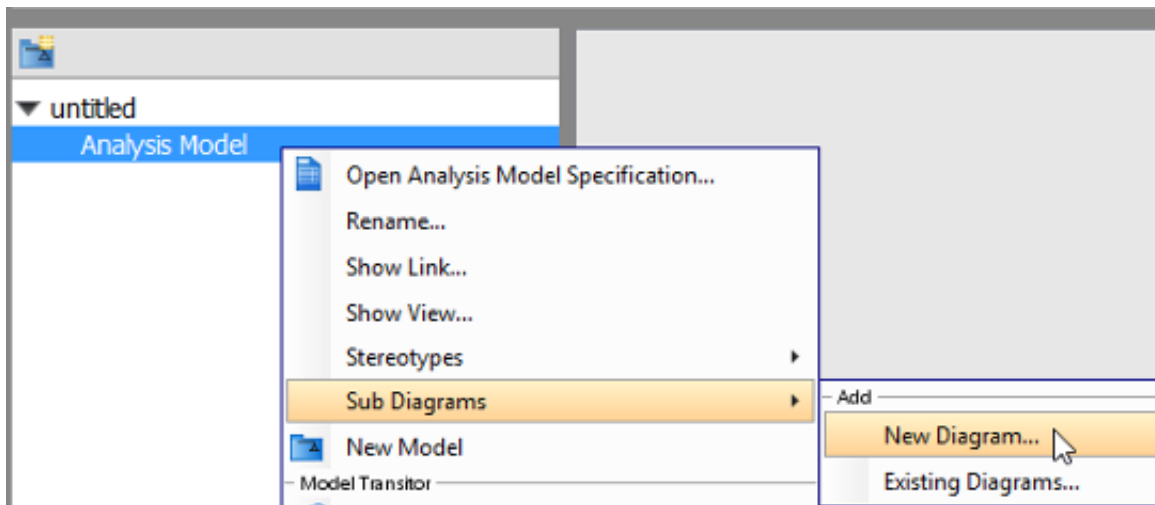 untitled
Analysis Model
Open Analysis Model Specification...
Rename...
Show Link...
Show View...
Stereotypes
Sub Diagrams
Add
New Diagram...
New Model
Existing Diagrams...
Model Transitor